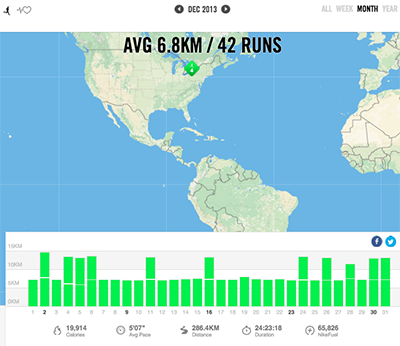 DEC 2013
ALL WEEK MONTH YEAR
AVG 6.8KM / 42 RUNS
15KM
10KM
5KM
0KM
1 2 3 4 5 6 7 8 9 10 11 12 13 14 15 16 17 18 19 20 21 22 23 24 25 26 27 28 29 30 31
19,914
Calories
5'07"
Avg Pace
286.4KM
Distance
24:23:18
Duration
65,826
NikeFuel